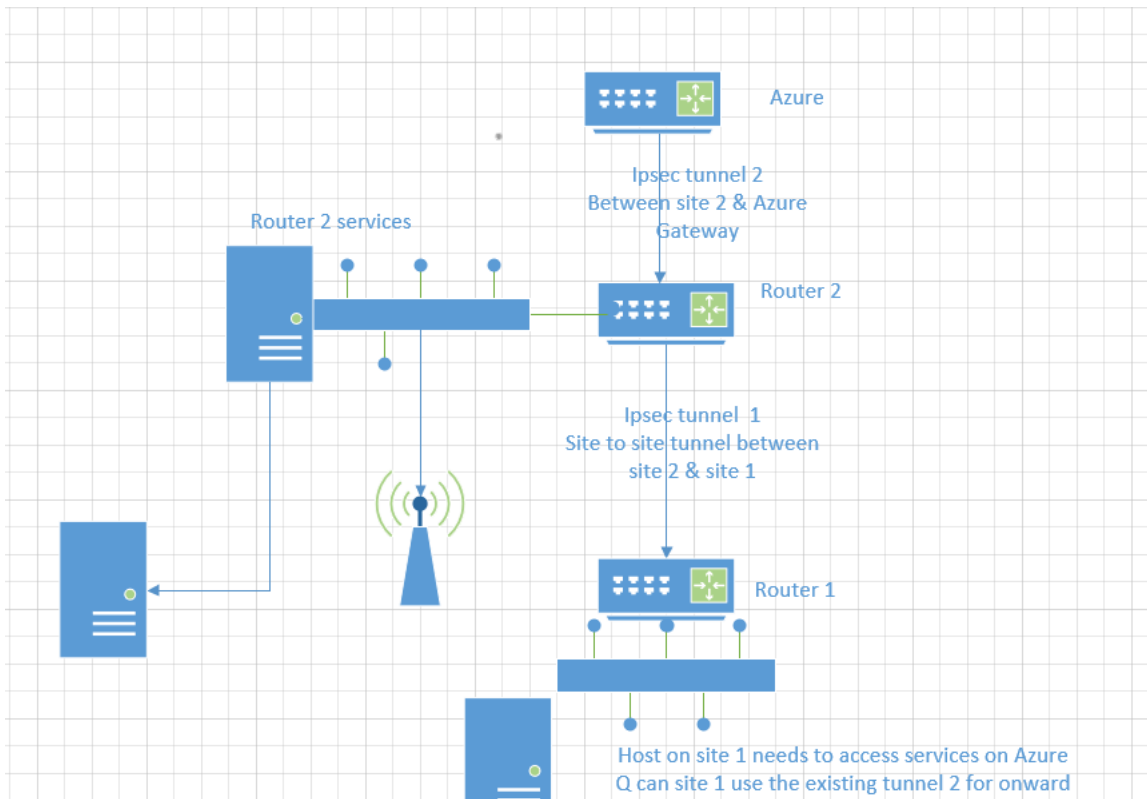 Azure
Ipsec tunnel 2
Between site 2 & Azure
Gateway
Router 2 services
Router 2
Ipsec tunnel  1
Site to site tunnel between
site 2 & site 1
Router 1
Host on site 1 needs to access services on Azure
Q can site 1 use the existing tunnel 2 for onward